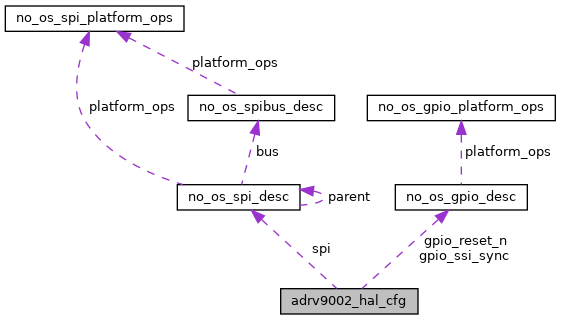 no_os_spi_platform_ops
platform_ops
platform_ops
no_os_spibus_desc
no_os_gpio_platform_ops
bus
platform_ops
no_os_spi_desc
parent
no_os_gpio_desc
spi
gpio_reset_n
gpio_ssi_sync
adrv9002_hal_cfg